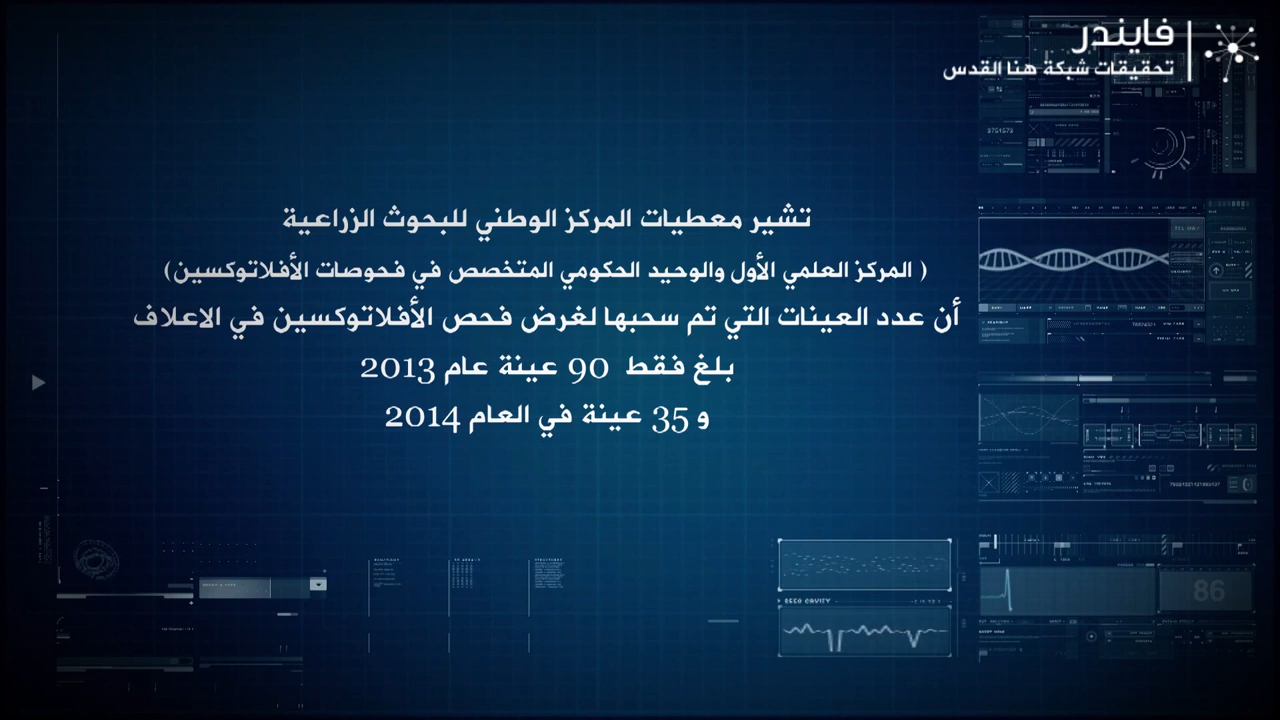 فايندر
تحقيقات شبكة هنا القدس
تشير معطيات المركز الوطني للبحوث الزراعية
( المركز العلمي الأول والوحيد الحكومي المتخصص في فحوصات الأفلاتوكسين)
أن عدد العينات التي تم سحبها لغرض فحص الأفلاتوكسين في الاعلاف
بلغ فقط 90 عينة عام 2013
و 35 عينة في العام 2014
86